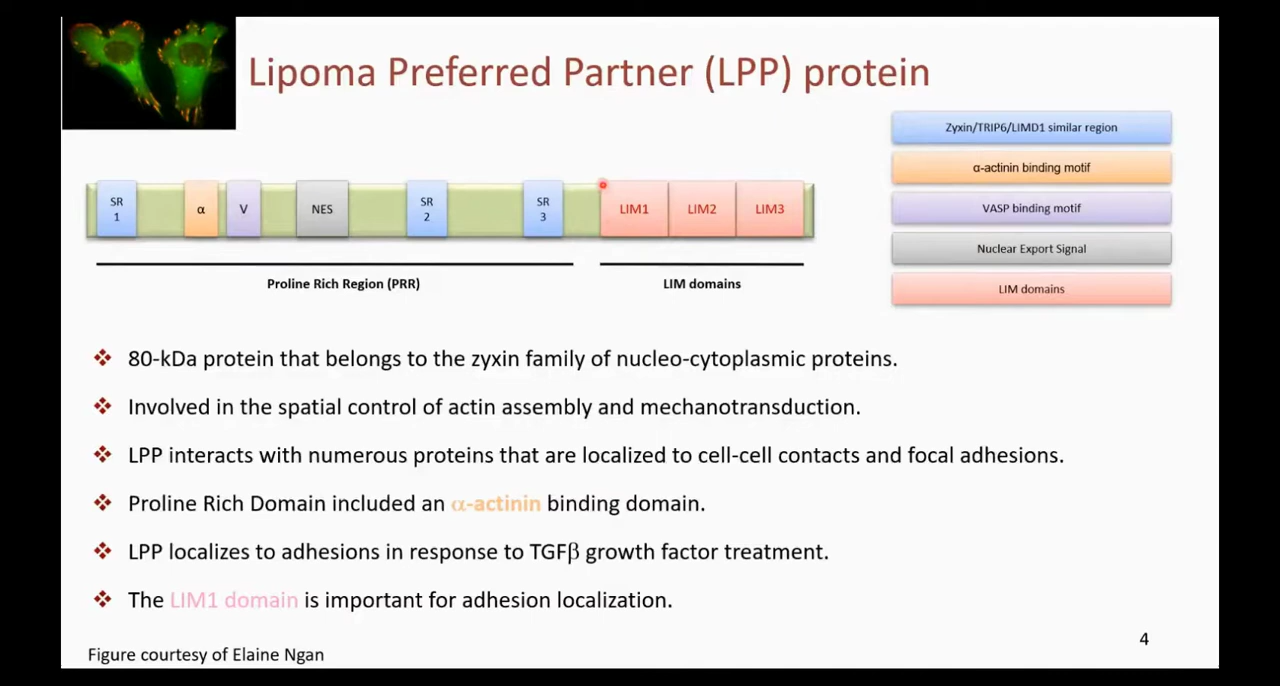 Lipoma Preferred Partner (LPP) protein
Zyxin/TRIP6/LIMD1 similar region
α-actinin binding motif
VASP binding motif
Nuclear Export Signal
LIM domains
SR
1
α
V
NES
SR
2
SR
3
LIM1
LIM2
LIM3
Proline Rich Region (PRR)
LIM domains
80-kDa protein that belongs to the zyxin family of nucleo-cytoplasmic proteins.
Involved in the spatial control of actin assembly and mechanotransduction.
LPP interacts with numerous proteins that are localized to cell-cell contacts and focal adhesions.
Proline Rich Domain included an α-actinin binding domain.
LPP localizes to adhesions in response to TGFβ growth factor treatment.
The LIM1 domain is important for adhesion localization.
4
Figure courtesy of Elaine Ngan